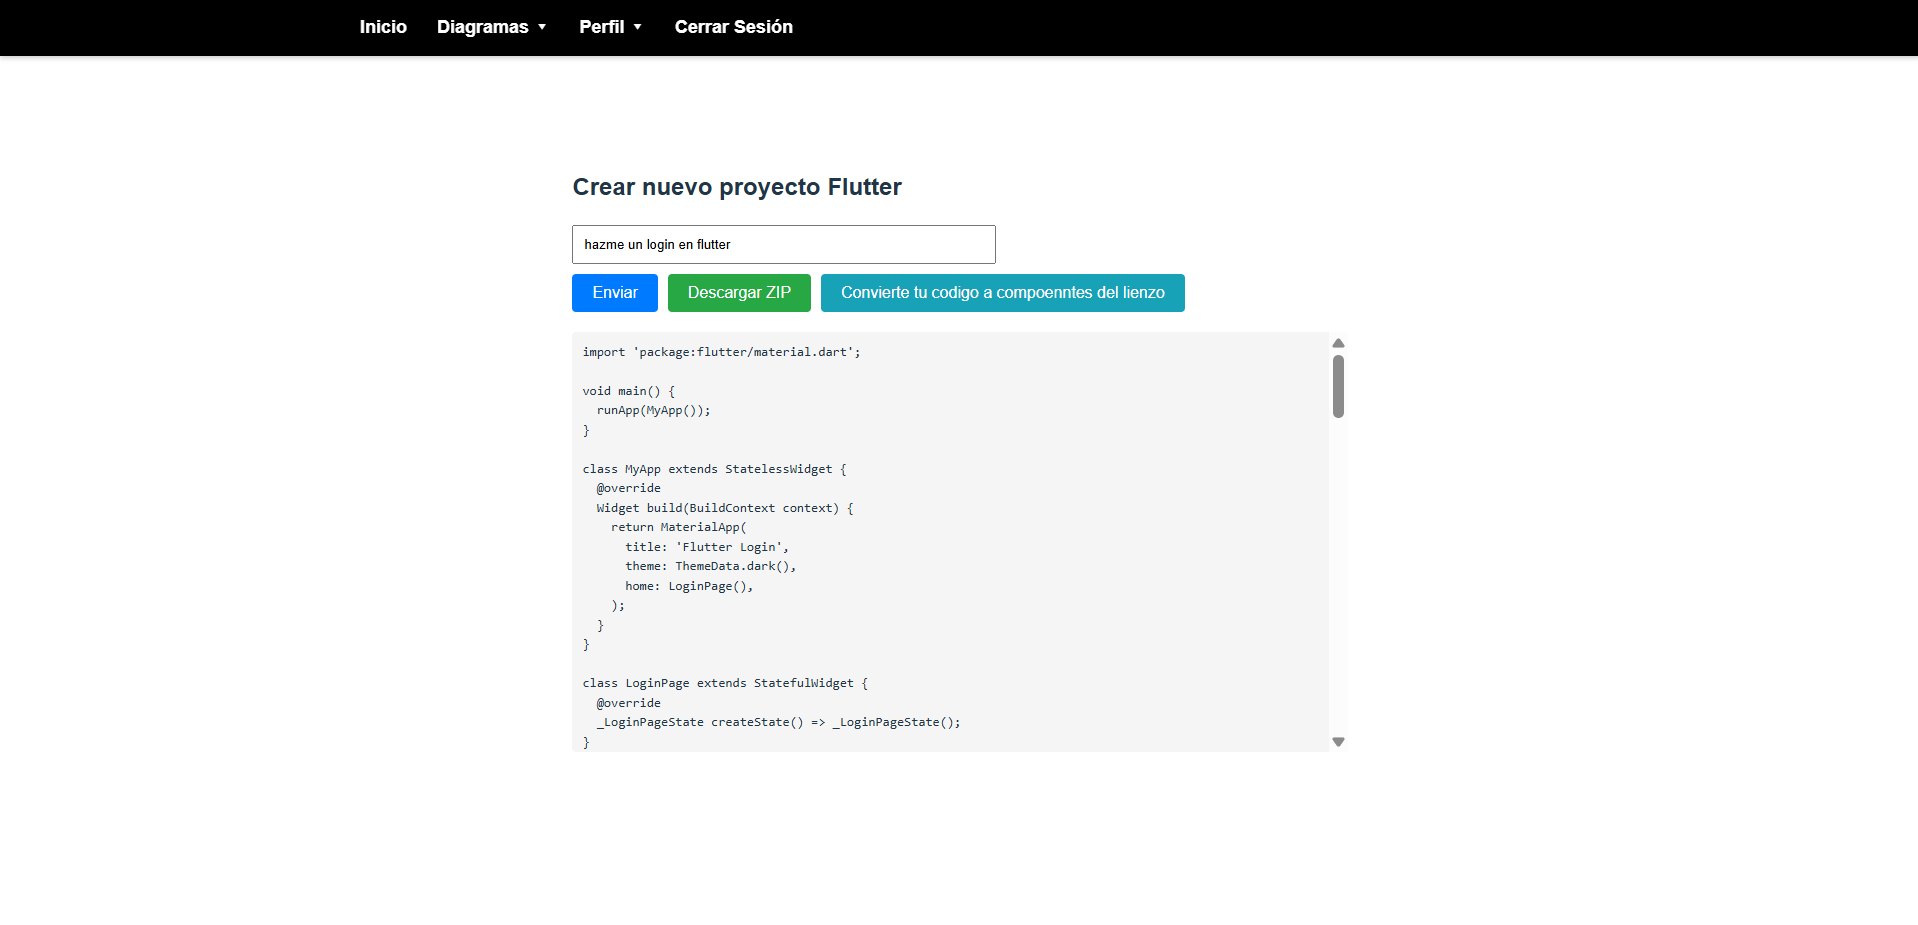 Inicio Diagramas Perfil Cerrar Sesión
Crear nuevo proyecto Flutter
hazme un login en flutter
Enviar Descargar ZIP Convierte tu codigo a compoenntes del lienzo
import 'package:flutter/material.dart';
void main() {
  runApp(MyApp());
}
class MyApp extends StatelessWidget {
  @override
  Widget build(BuildContext context) {
    return MaterialApp(
      title: 'Flutter Login',
      theme: ThemeData.dark(),
      home: LoginPage(),
    );
  }
}
class LoginPage extends StatefulWidget {
  @override
  _LoginPageState createState() => _LoginPageState();
}